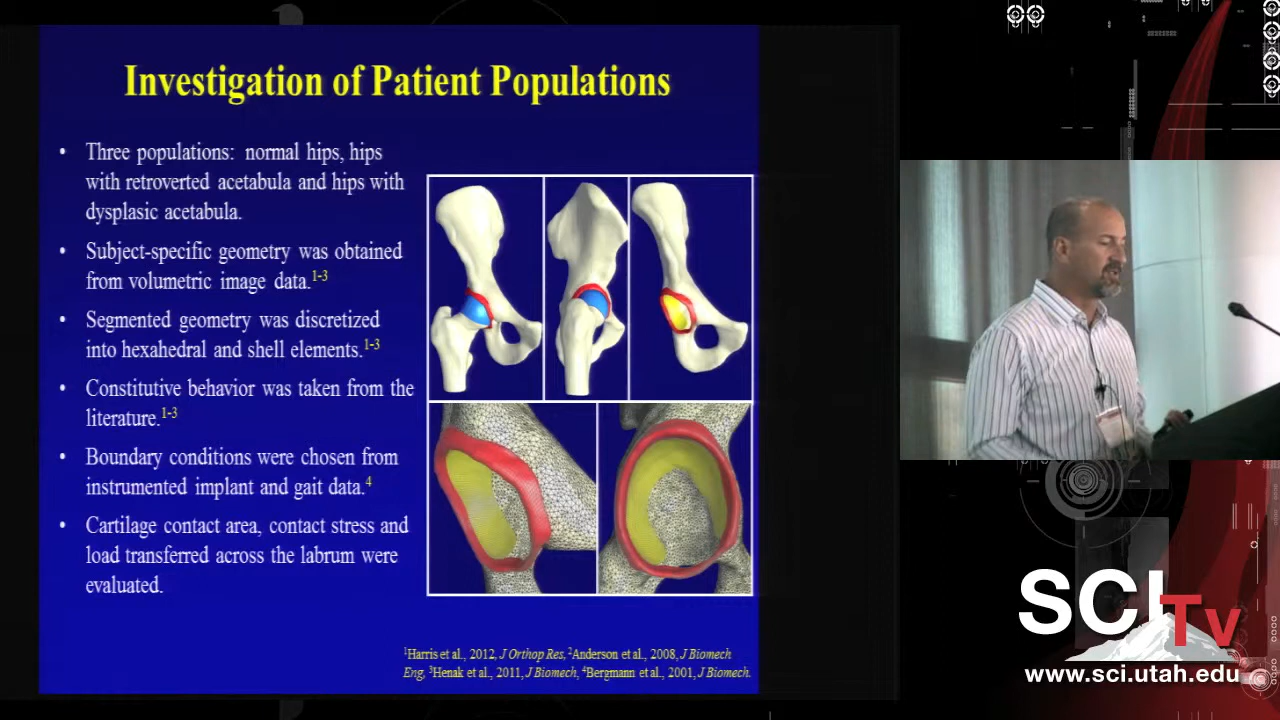 Investigation of Patient Populations
• Three populations: normal hips, hips
with retroverted acetabula and hips with
dysplasic acetabula.
• Subject-specific geometry was obtained
from volumetric image data.1-3
• Segmented geometry was discretized
into hexahedral and shell elements.1-3
• Constitutive behavior was taken from the
literature.1-3
• Boundary conditions were chosen from
instrumented implant and gait data.4
• Cartilage contact area, contact stress and
load transferred across the labrum were
evaluated.
1Harris et al., 2012, J Orthop Res, 2Anderson et al., 2008, J Biomech
Eng, 3Henak et al., 2011, J Biomech, 4Bergmann et al., 2001, J Biomech.
SCI
Tv
www.sci.utah.edu